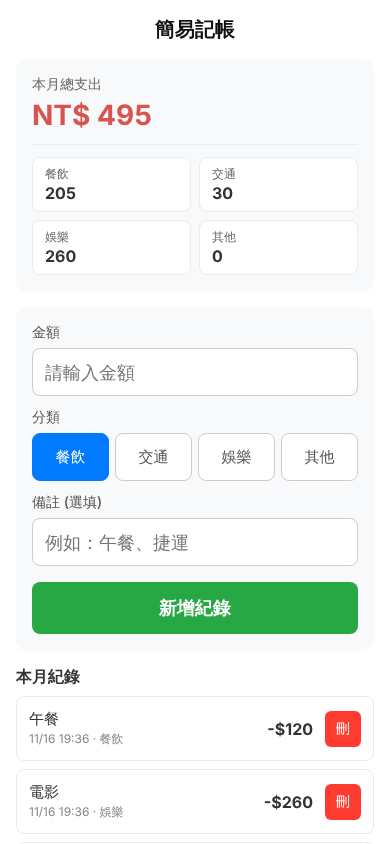 簡易記帳
本月總支出
NT$ 495
餐飲
205
交通
30
娛樂
260
其他
0
金額
請輸入金額
分類
餐飲 交通 娛樂 其他
備註 (選填)
例如：午餐、捷運
新增紀錄
本月紀錄
午餐
11/16 19:36 · 餐飲
-$120
刪
電影
11/16 19:36 · 娛樂
-$260
刪